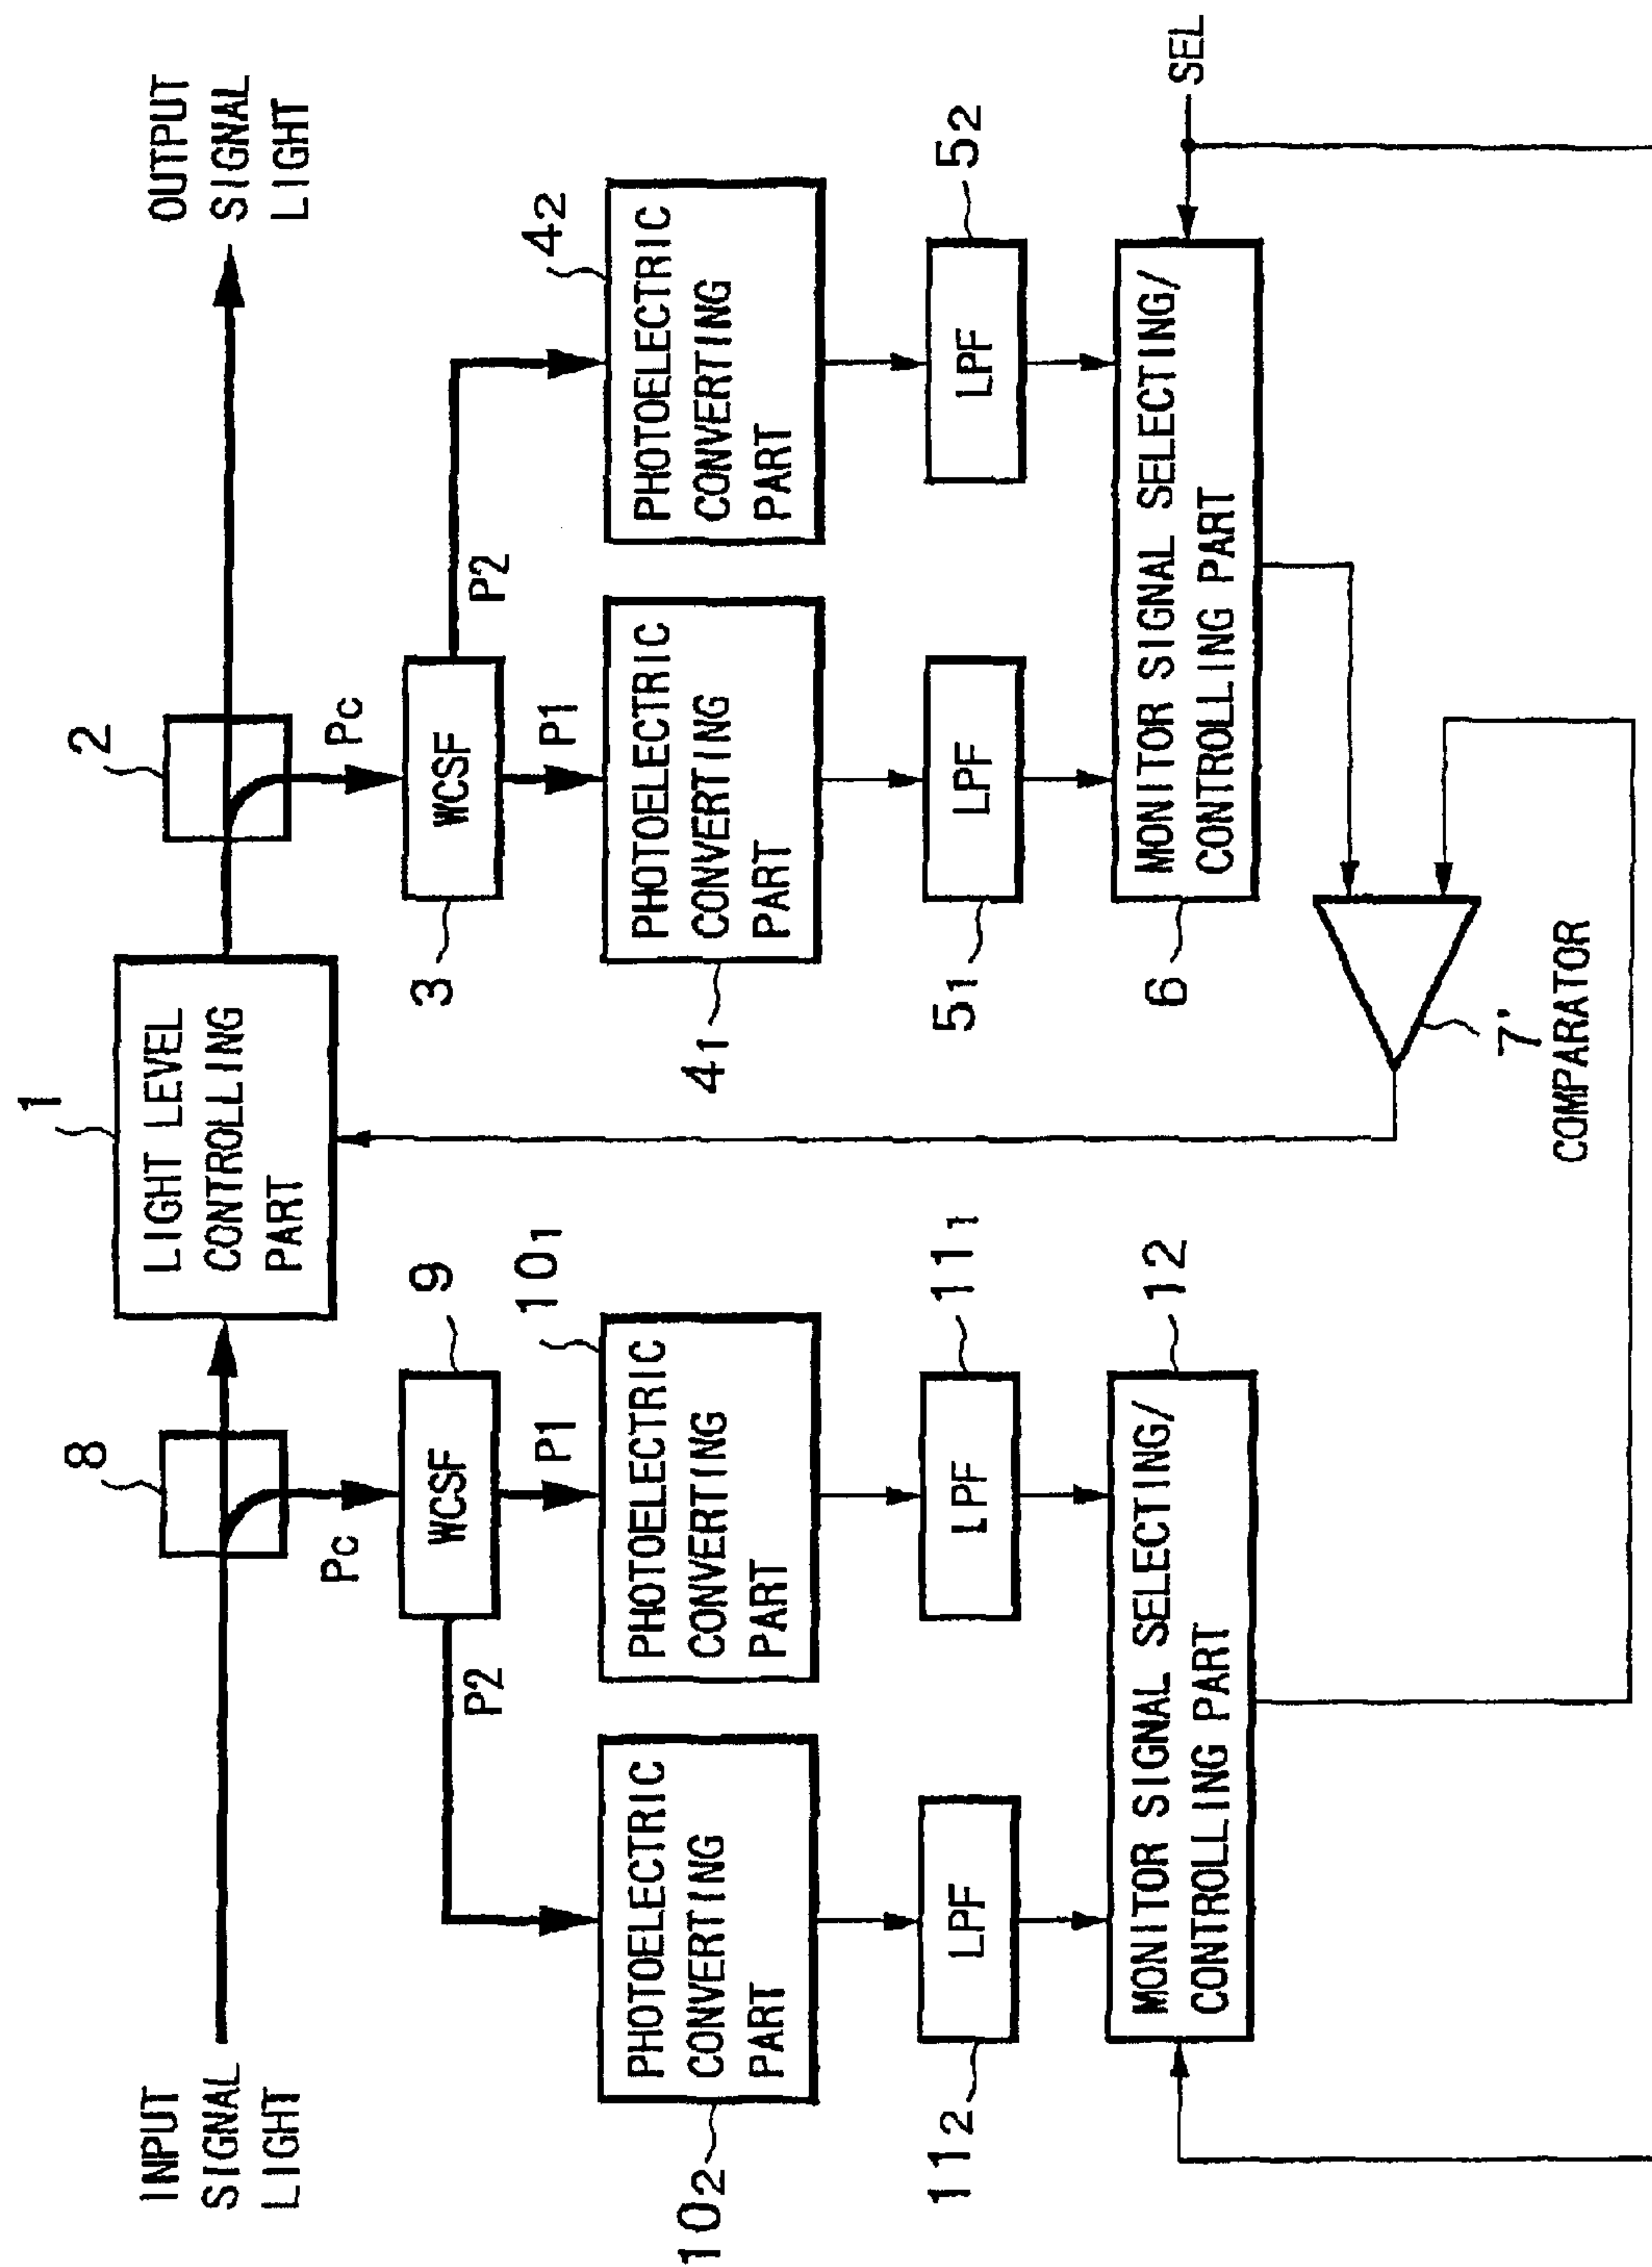 INPUT
SIGNAL
LIGHT
8
1
LIGHT LEVEL
CONTROLLING
PART
2
OUTPUT
SIGNAL
LIGHT
Pc
Pc
9
WCSF
P2
P1
3
WCSF
P1
P2
10₂
PHOTOELECTRIC
CONVERTING
PART
10₁
PHOTOELECTRIC
CONVERTING
PART
4₁
PHOTOELECTRIC
CONVERTING
PART
4₂
PHOTOELECTRIC
CONVERTING
PART
11₂
LPF
11₁
LPF
5₁
LPF
5₂
LPF
12
MONITOR SIGNAL SELECTING/
CONTROLLING PART
6
MONITOR SIGNAL SELECTING/
CONTROLLING PART
SEL
7'
COMPARATOR